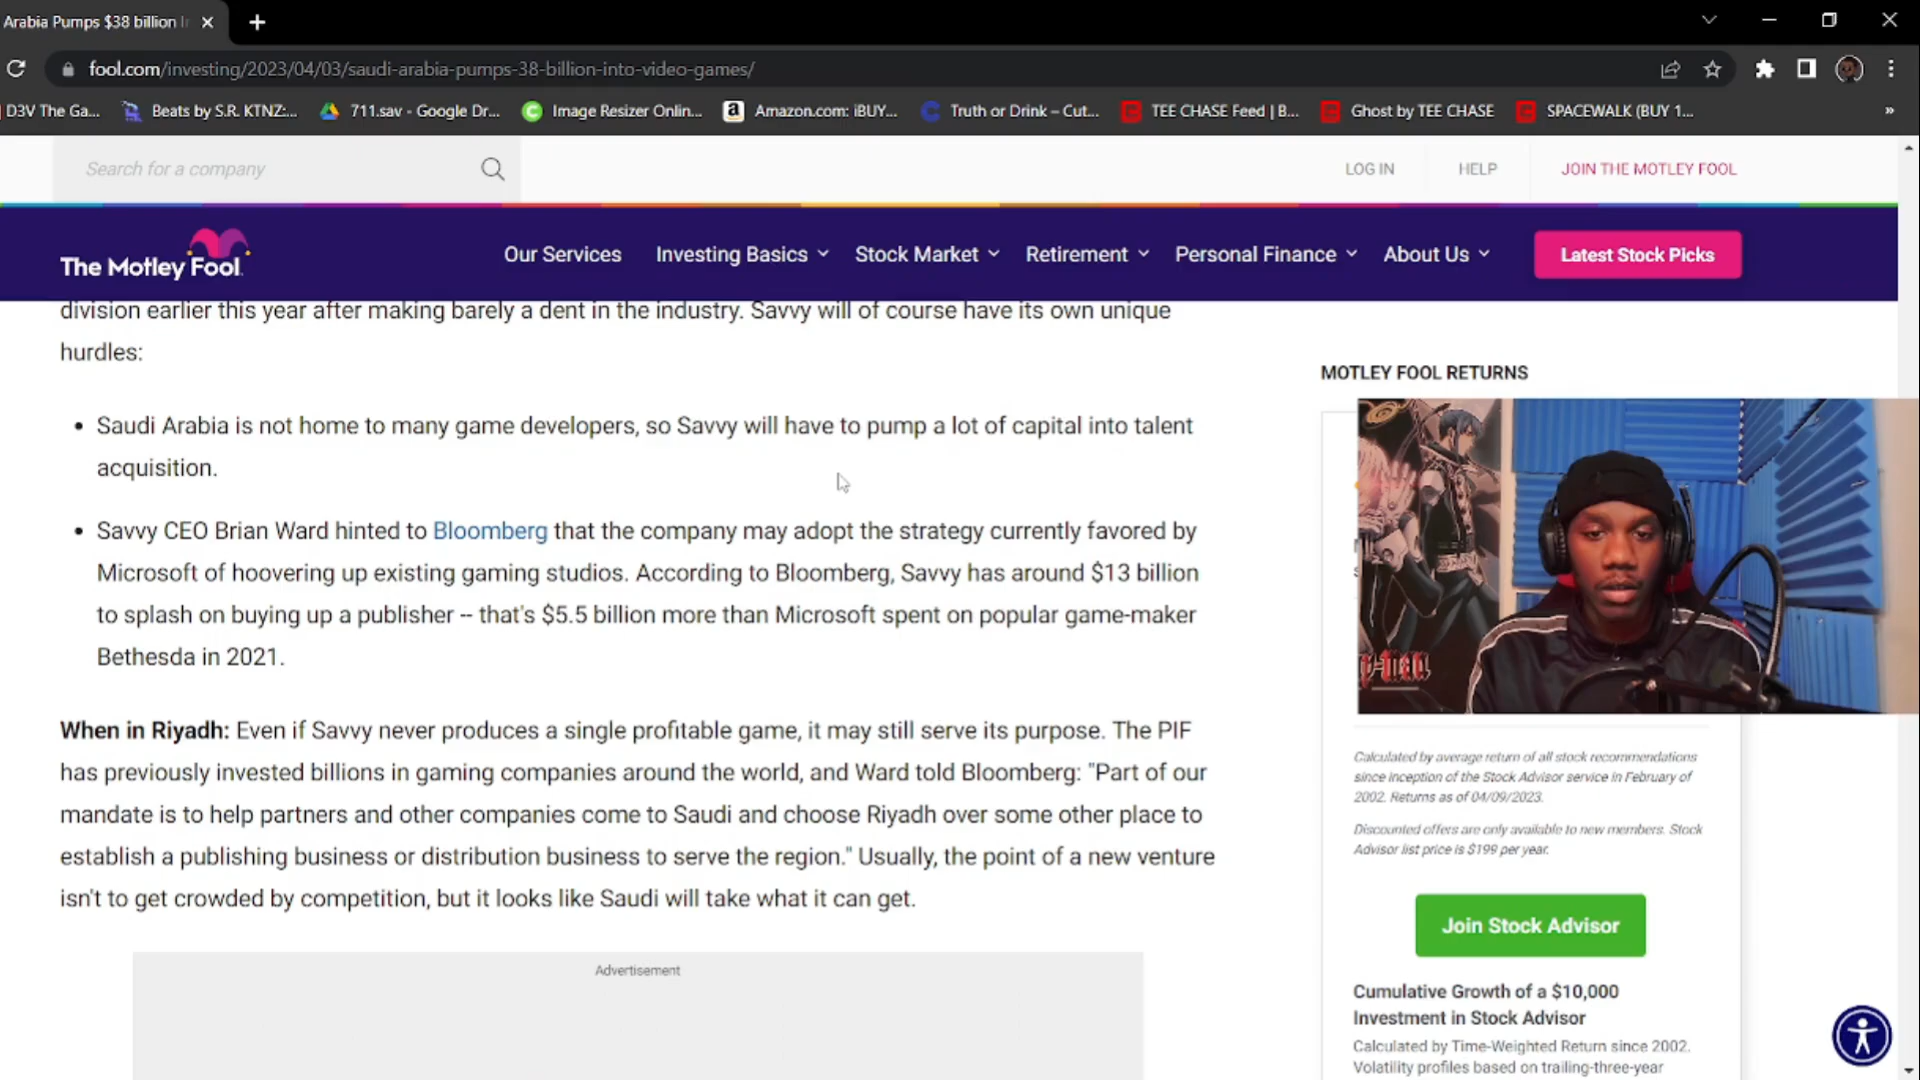 Arabia Pumps $38 billion I
fool.com/investing/2023/04/03/saudi-arabia-pumps-38-billion-into-video-games/
D3V The Ga...
Beats by S.R. KTNZ:...
711.sav - Google Dr...
Image Resizer Onlin...
Amazon.com: iBUY...
Truth or Drink – Cut...
TEE CHASE Feed | B...
Ghost by TEE CHASE
SPACEWALK (BUY 1...
»
Search for a company
LOG IN
HELP
JOIN THE MOTLEY FOOL
The Motley Fool.
Our Services
Investing Basics
Stock Market
Retirement
Personal Finance
About Us
Latest Stock Picks
division earlier this year after making barely a dent in the industry. Savvy will of course have its own unique
hurdles:
• Saudi Arabia is not home to many game developers, so Savvy will have to pump a lot of capital into talent
acquisition.
• Savvy CEO Brian Ward hinted to Bloomberg that the company may adopt the strategy currently favored by
Microsoft of hoovering up existing gaming studios. According to Bloomberg, Savvy has around $13 billion
to splash on buying up a publisher -- that's $5.5 billion more than Microsoft spent on popular game-maker
Bethesda in 2021.
When in Riyadh: Even if Savvy never produces a single profitable game, it may still serve its purpose. The PIF
has previously invested billions in gaming companies around the world, and Ward told Bloomberg: "Part of our
mandate is to help partners and other companies come to Saudi and choose Riyadh over some other place to
establish a publishing business or distribution business to serve the region." Usually, the point of a new venture
isn't to get crowded by competition, but it looks like Saudi will take what it can get.
Advertisement
MOTLEY FOOL RETURNS
Calculated by average return of all stock recommendations
since inception of the Stock Advisor service in February of
2002. Returns as of 04/09/2023.
Discounted offers are only available to new members. Stock
Advisor list price is $199 per year.
Join Stock Advisor
Cumulative Growth of a $10,000
Investment in Stock Advisor
Calculated by Time-Weighted Return since 2002.
Volatility profiles based on trailing-three-year